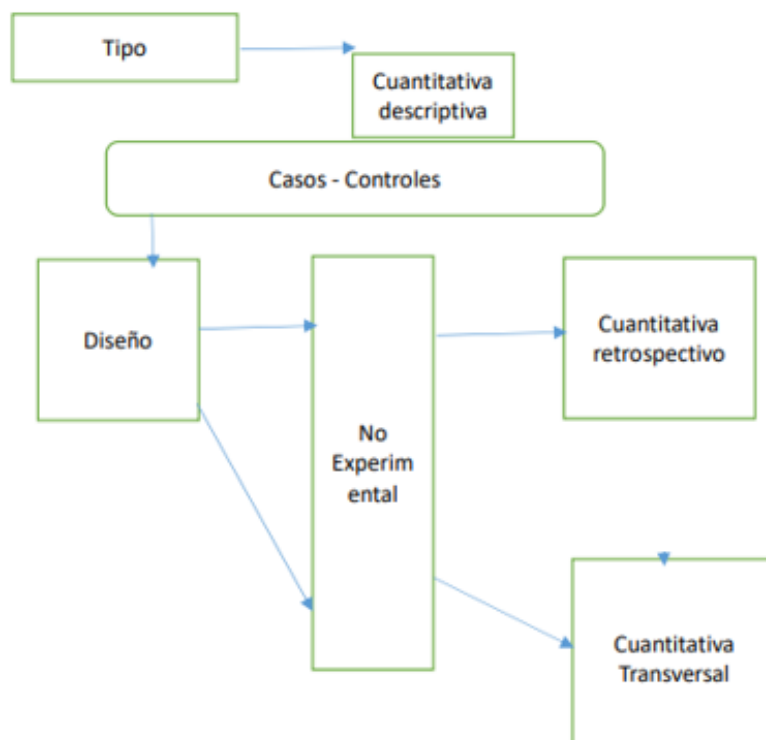 Tipo
Cuantitativa
descriptiva
Casos - Controles
Diseño
No
Experim
ental
Cuantitativa
retrospectivo
Cuantitativa
Transversal